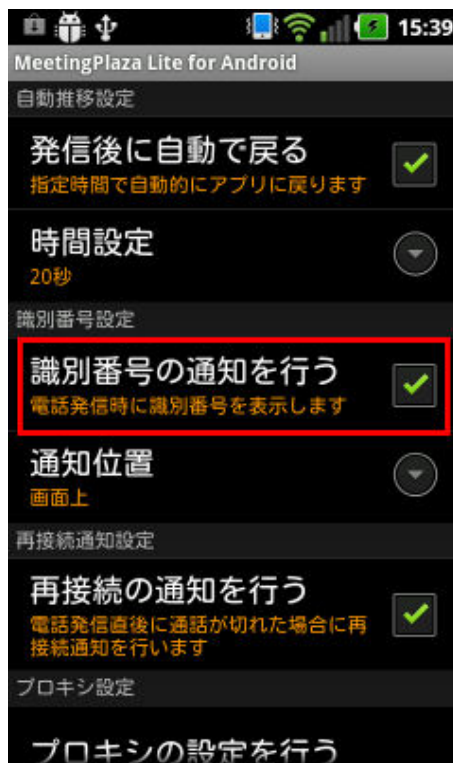 15:39
MeetingPlaza Lite for Android
自動推移設定
発信後に自動で戻る
指定時間で自動的にアプリに戻ります
時間設定
20秒
識別番号設定
識別番号の通知を行う
電話発信時に識別番号を表示します
通知位置
画面上
再接続通知設定
再接続の通知を行う
電話発信直後に通話が切れた場合に再
接続通知を行います
プロキシ設定
プロキシの設定を行う